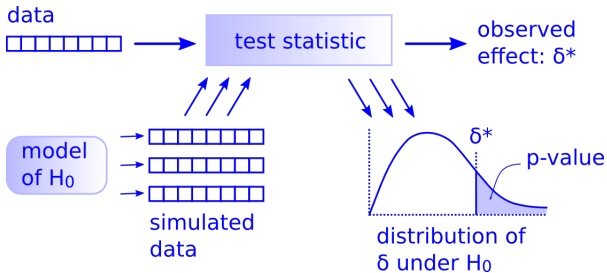 data
test statistic
observed
effect: δ*
model
of H₀
simulated
data
δ*
p-value
distribution of
δ under H₀